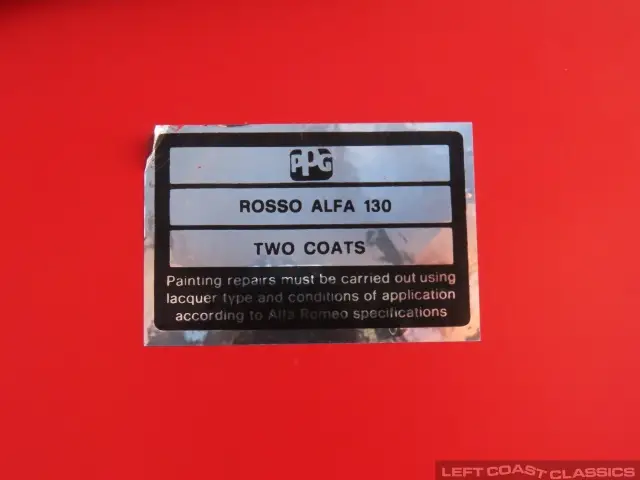 PPG
ROSSO ALFA 130
TWO COATS
Painting repairs must be carried out using
lacquer type and conditions of application
according to Alfa Romeo specifications
LEFT COAST CLASSICS